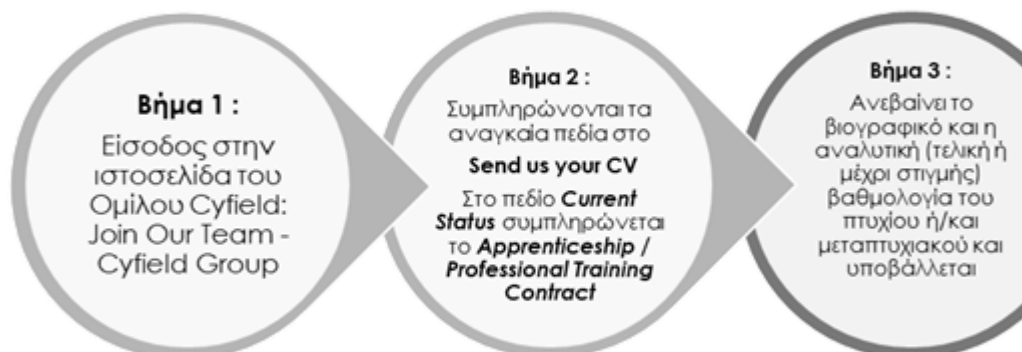 Βήμα 1 :
Είσοδος στην
ιστοσελίδα του
Ομίλου Cyfield:
Join Our Team -
Cyfield Group
Βήμα 2 :
Συμπληρώνονται τα
αναγκαία πεδία στο
Send us your CV
Στο πεδίο Current
Status συμπληρώνεται
το Apprenticeship /
Professional Training
Contract
Βήμα 3 :
Ανεβαίνει το
βιογραφικό και η
αναλυτική (τελική ή
μέχρι στιγμής)
βαθμολογία του
πτυχίου ή/και
μεταπτυχιακού και
υποβάλλεται